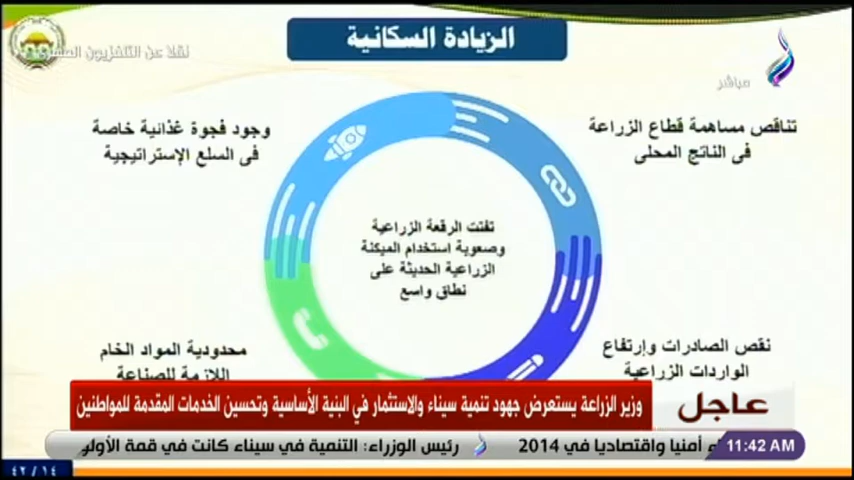 الزيادة السكانية
نقلا عن التلفزيون
مباشر
تناقص مساهمة قطاع الزراعة
فى الناتج المحلى
وجود فجوة غذائية خاصة
فى السلع الإستراتيجية
تفتت الرقعة الزراعية
وصعوبة استخدام الميكنة
الزراعية الحديثة على
نطاق واسع
نقص الصادرات وإرتفاع
الواردات الزراعية
محدودية المواد الخام
اللازمة للصناعة
عاجل
وزير الزراعة يستعرض جهود تنمية سيناء والاستثمار في البنية الأساسية وتحسين الخدمات المقدمة للمواطنين
11:42 AM
أمنيا واقتصاديا في 2014
رئيس الوزراء: التنمية في سيناء كانت في قمة
٤٢ / ١٤